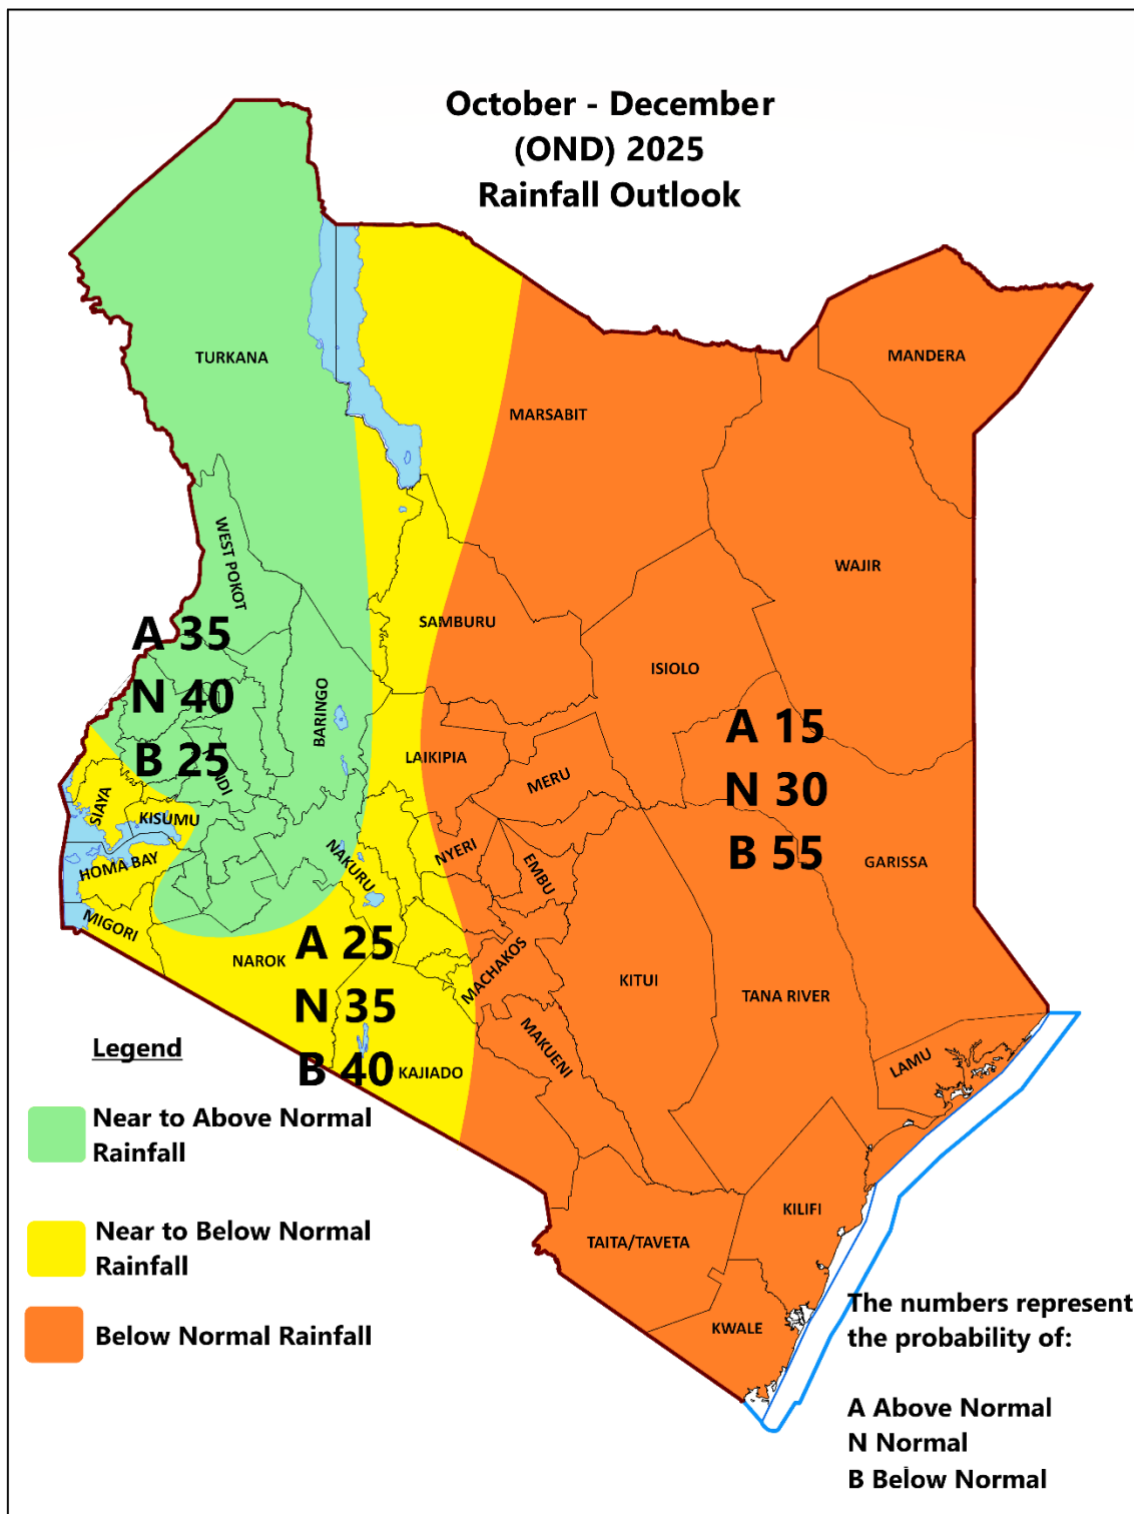 October - December
(OND) 2025
Rainfall Outlook
MANDERA
TURKANA
MARSABIT
WAJIR
WEST POKOT
SAMBURU
A 35
N 40
B 25
ISIOLO
BARINGO
A 15
N 30
B 55
LAIKIPIA
MERU
NDI
SIAYA
KISUMU
NYERI
EMBU
NAKURU
HOMA BAY
GARISSA
MIGORI
NAROK
A 25
N 35
B 40
MACHAKOS
KITUI
TANA RIVER
MAKUENI
LAMU
KAJIADO
Legend
Near to Above Normal
Rainfall
Near to Below Normal
Rainfall
Below Normal Rainfall
KILIFI
TAITA/TAVETA
KWALE
The numbers represent
the probability of:
A Above Normal
N Normal
B Below Normal